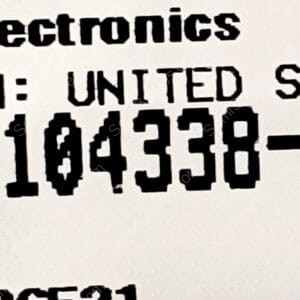 ectronics
: UNITED S
104338-